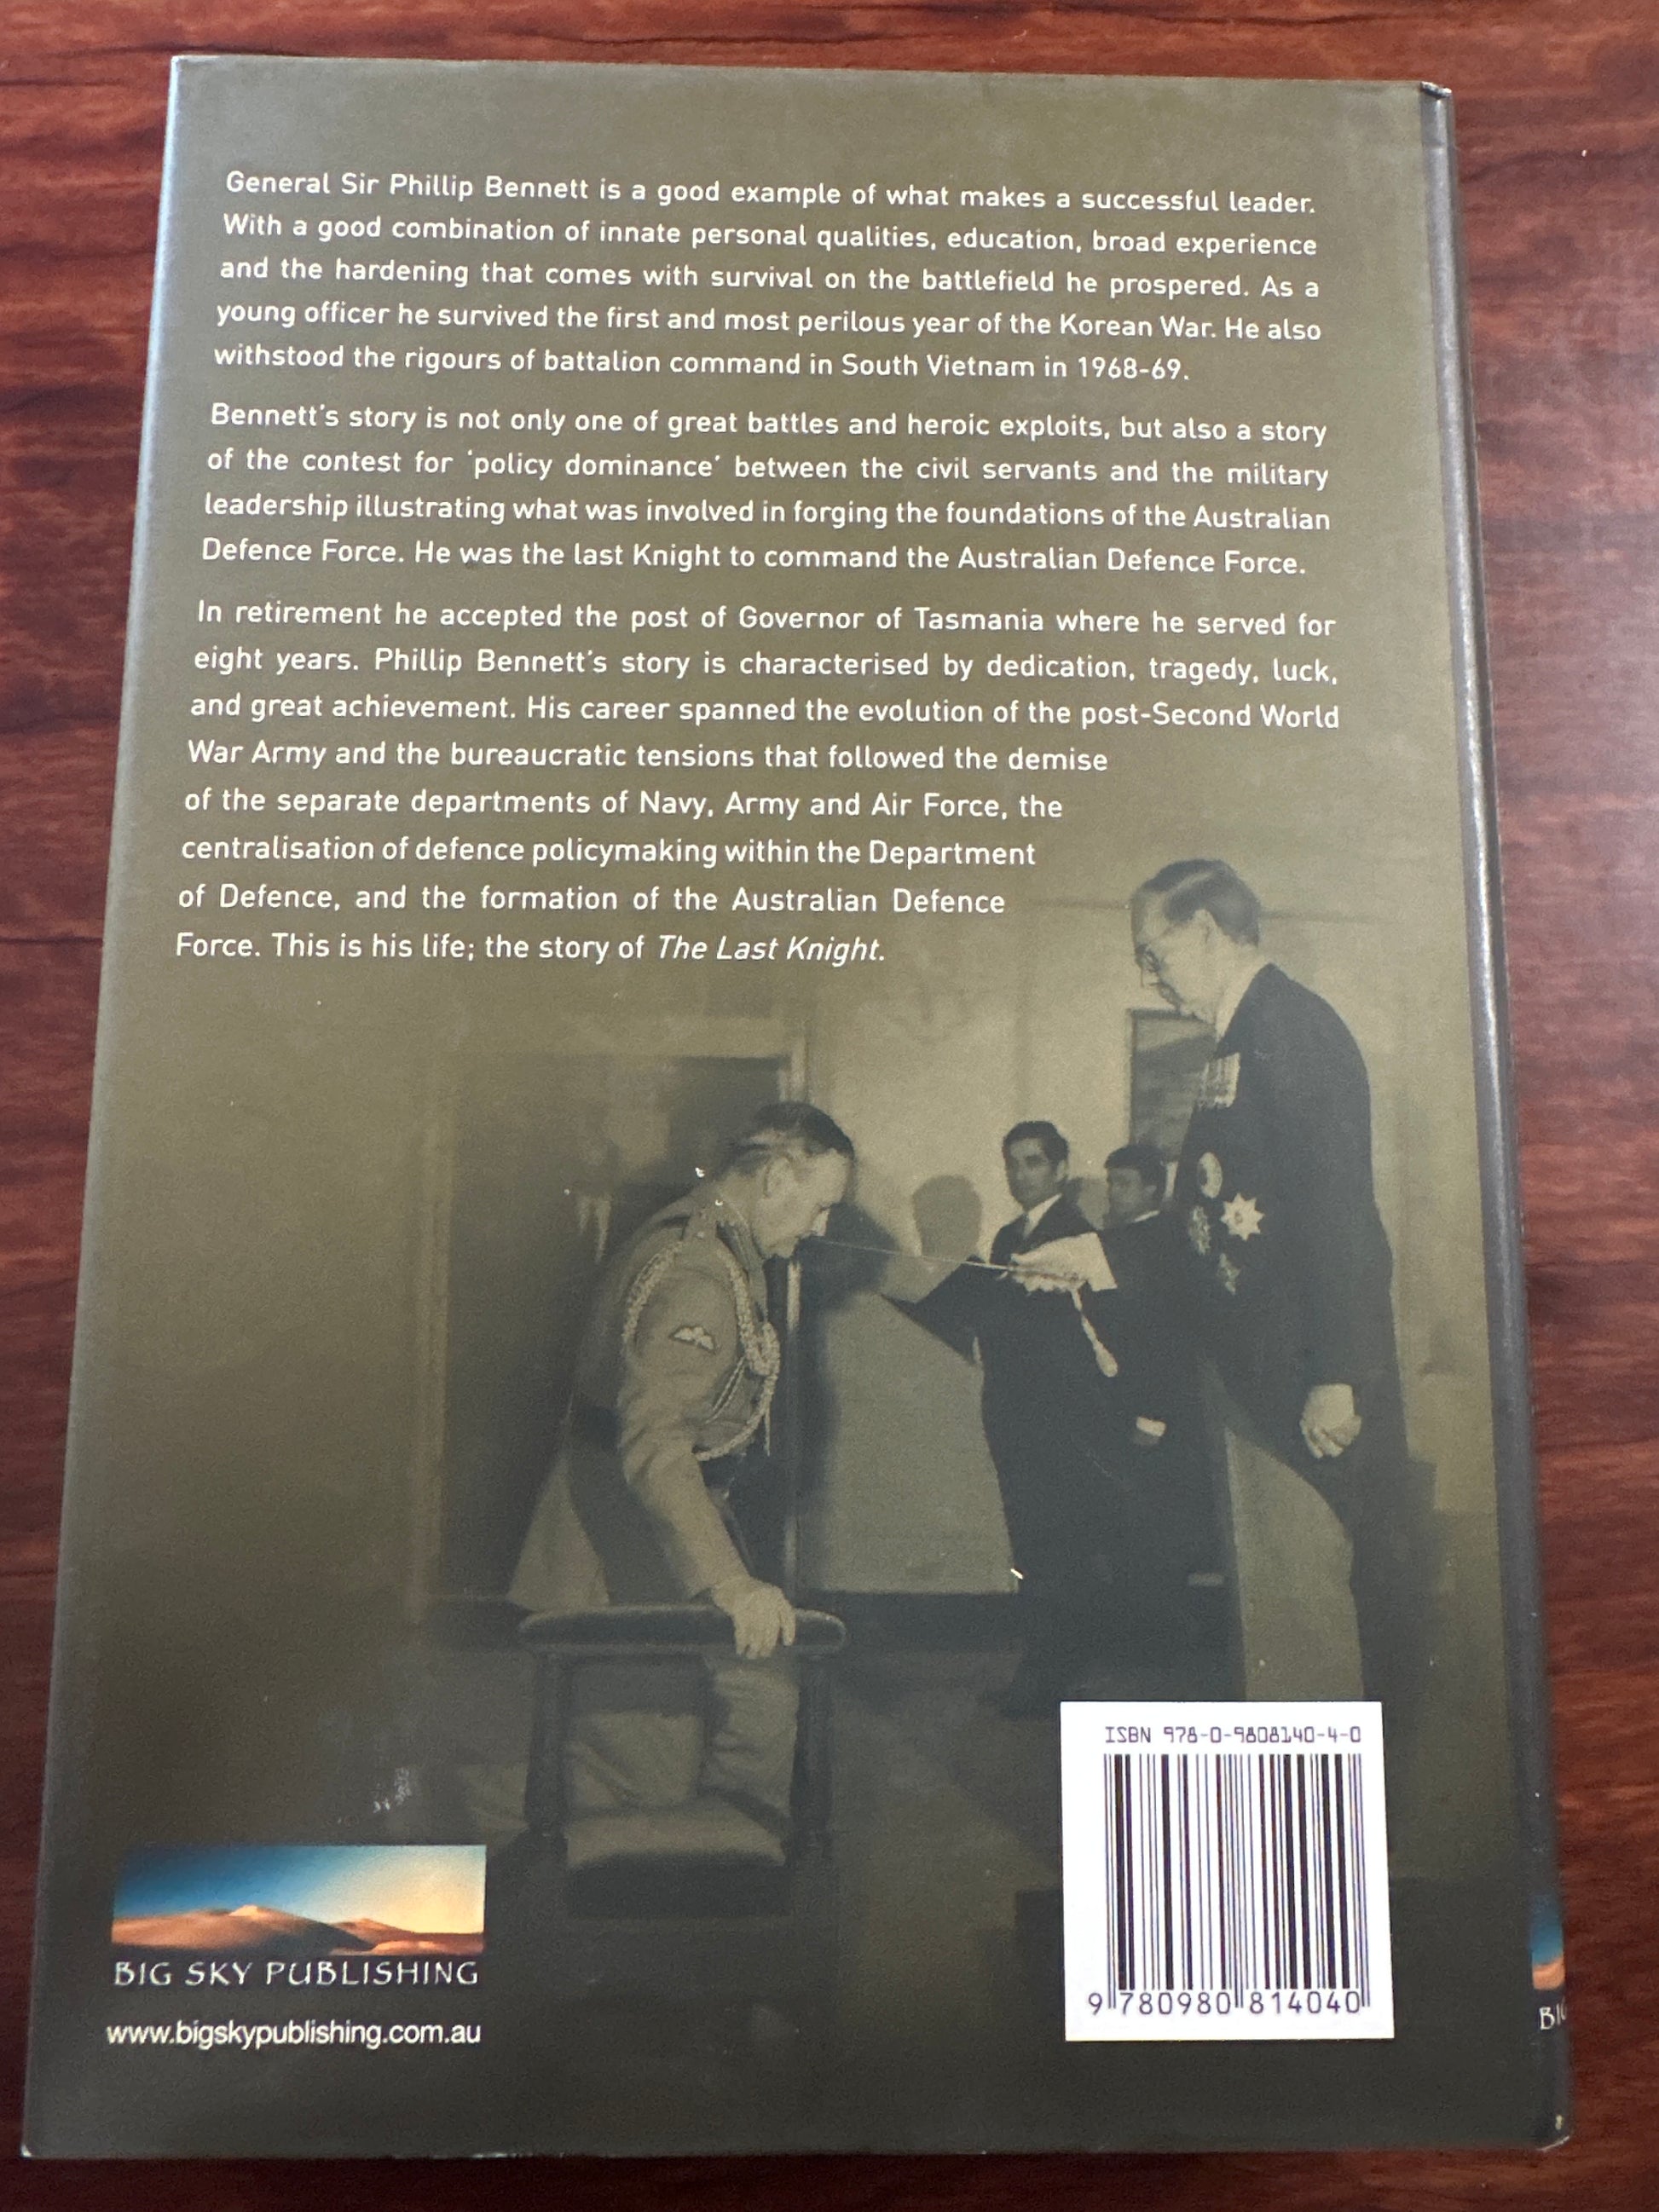 General Sir Phillip Bennett is a good example of what makes a successful leader.
With a good combination of innate personal qualities, education, broad experience
and the hardening that comes with survival on the battlefield he prospered. As a
young officer he survived the first and most perilous year of the Korean War. He also
withstood the rigours of battalion command in South Vietnam in 1968-69.
Bennett's story is not only one of great battles and heroic exploits, but also a story
of the contest for 'policy dominance' between the civil servants and the military
leadership illustrating what was involved in forging the foundations of the Australian
Defence Force. He was the last Knight to command the Australian Defence Force.
In retirement he accepted the post of Governor of Tasmania where he served for
eight years. Phillip Bennett's story is characterised by dedication, tragedy, luck,
and great achievement. His career spanned the evolution of the post-Second World
War Army and the bureaucratic tensions that followed the demise
of the separate departments of Navy, Army and Air Force, the
centralisation of defence policymaking within the Department
of Defence, and the formation of the Australian Defence
Force. This is his life; the story of The Last Knight.
ISBN 978-0-9808140-4-0
9 780980 814040
BIG SKY PUBLISHING
www.bigskypublishing.com.au